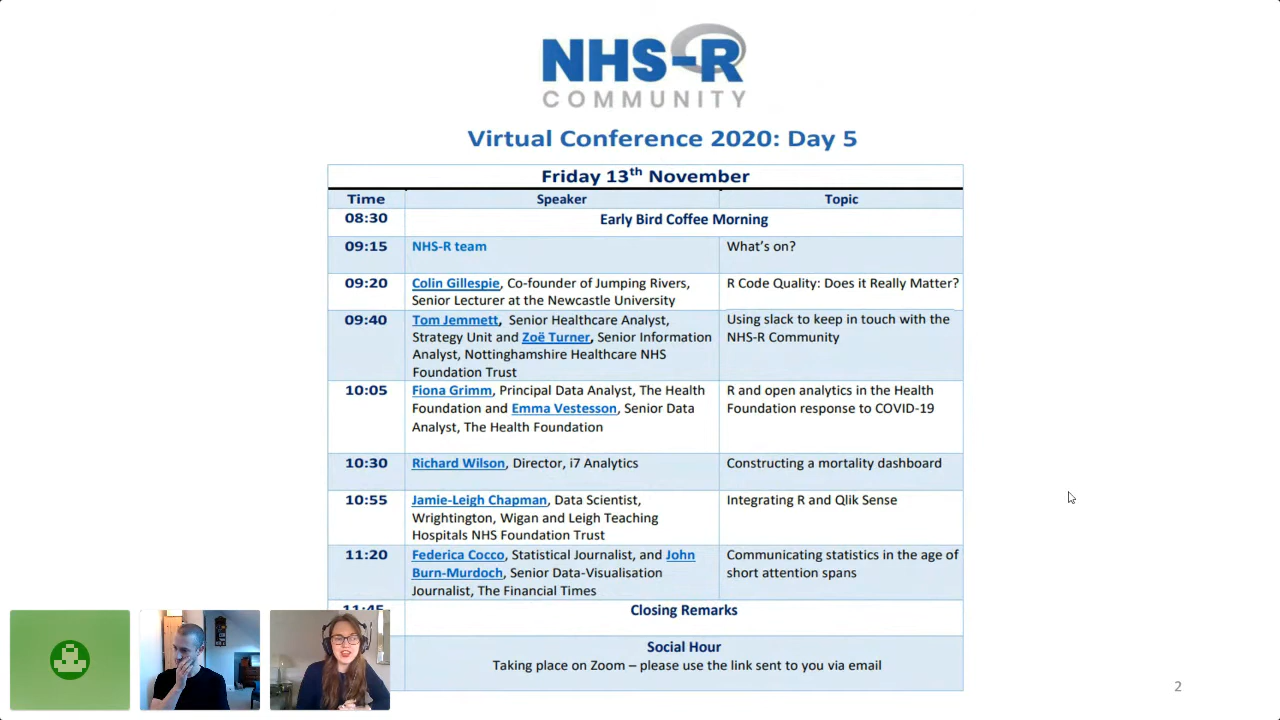 NHS-R
COMMUNITY
Virtual Conference 2020: Day 5
Friday 13th November
Time Speaker Topic
08:30 Early Bird Coffee Morning
09:15 NHS-R team What's on?
09:20 Colin Gillespie, Co-founder of Jumping Rivers, R Code Quality: Does it Really Matter?
Senior Lecturer at the Newcastle University
09:40 Tom Jemmett, Senior Healthcare Analyst, Using slack to keep in touch with the
Strategy Unit and Zoë Turner, Senior Information NHS-R Community
Analyst, Nottinghamshire Healthcare NHS
Foundation Trust
10:05 Fiona Grimm, Principal Data Analyst, The Health R and open analytics in the Health
Foundation and Emma Vestesson, Senior Data Foundation response to COVID-19
Analyst, The Health Foundation
10:30 Richard Wilson, Director, i7 Analytics Constructing a mortality dashboard
10:55 Jamie-Leigh Chapman, Data Scientist, Integrating R and Qlik Sense
Wrightington, Wigan and Leigh Teaching
Hospitals NHS Foundation Trust
11:20 Federica Cocco, Statistical Journalist, and John Communicating statistics in the age of
Burn-Murdoch, Senior Data-Visualisation short attention spans
Journalist, The Financial Times
11:45 Closing Remarks
Social Hour
Taking place on Zoom – please use the link sent to you via email
2